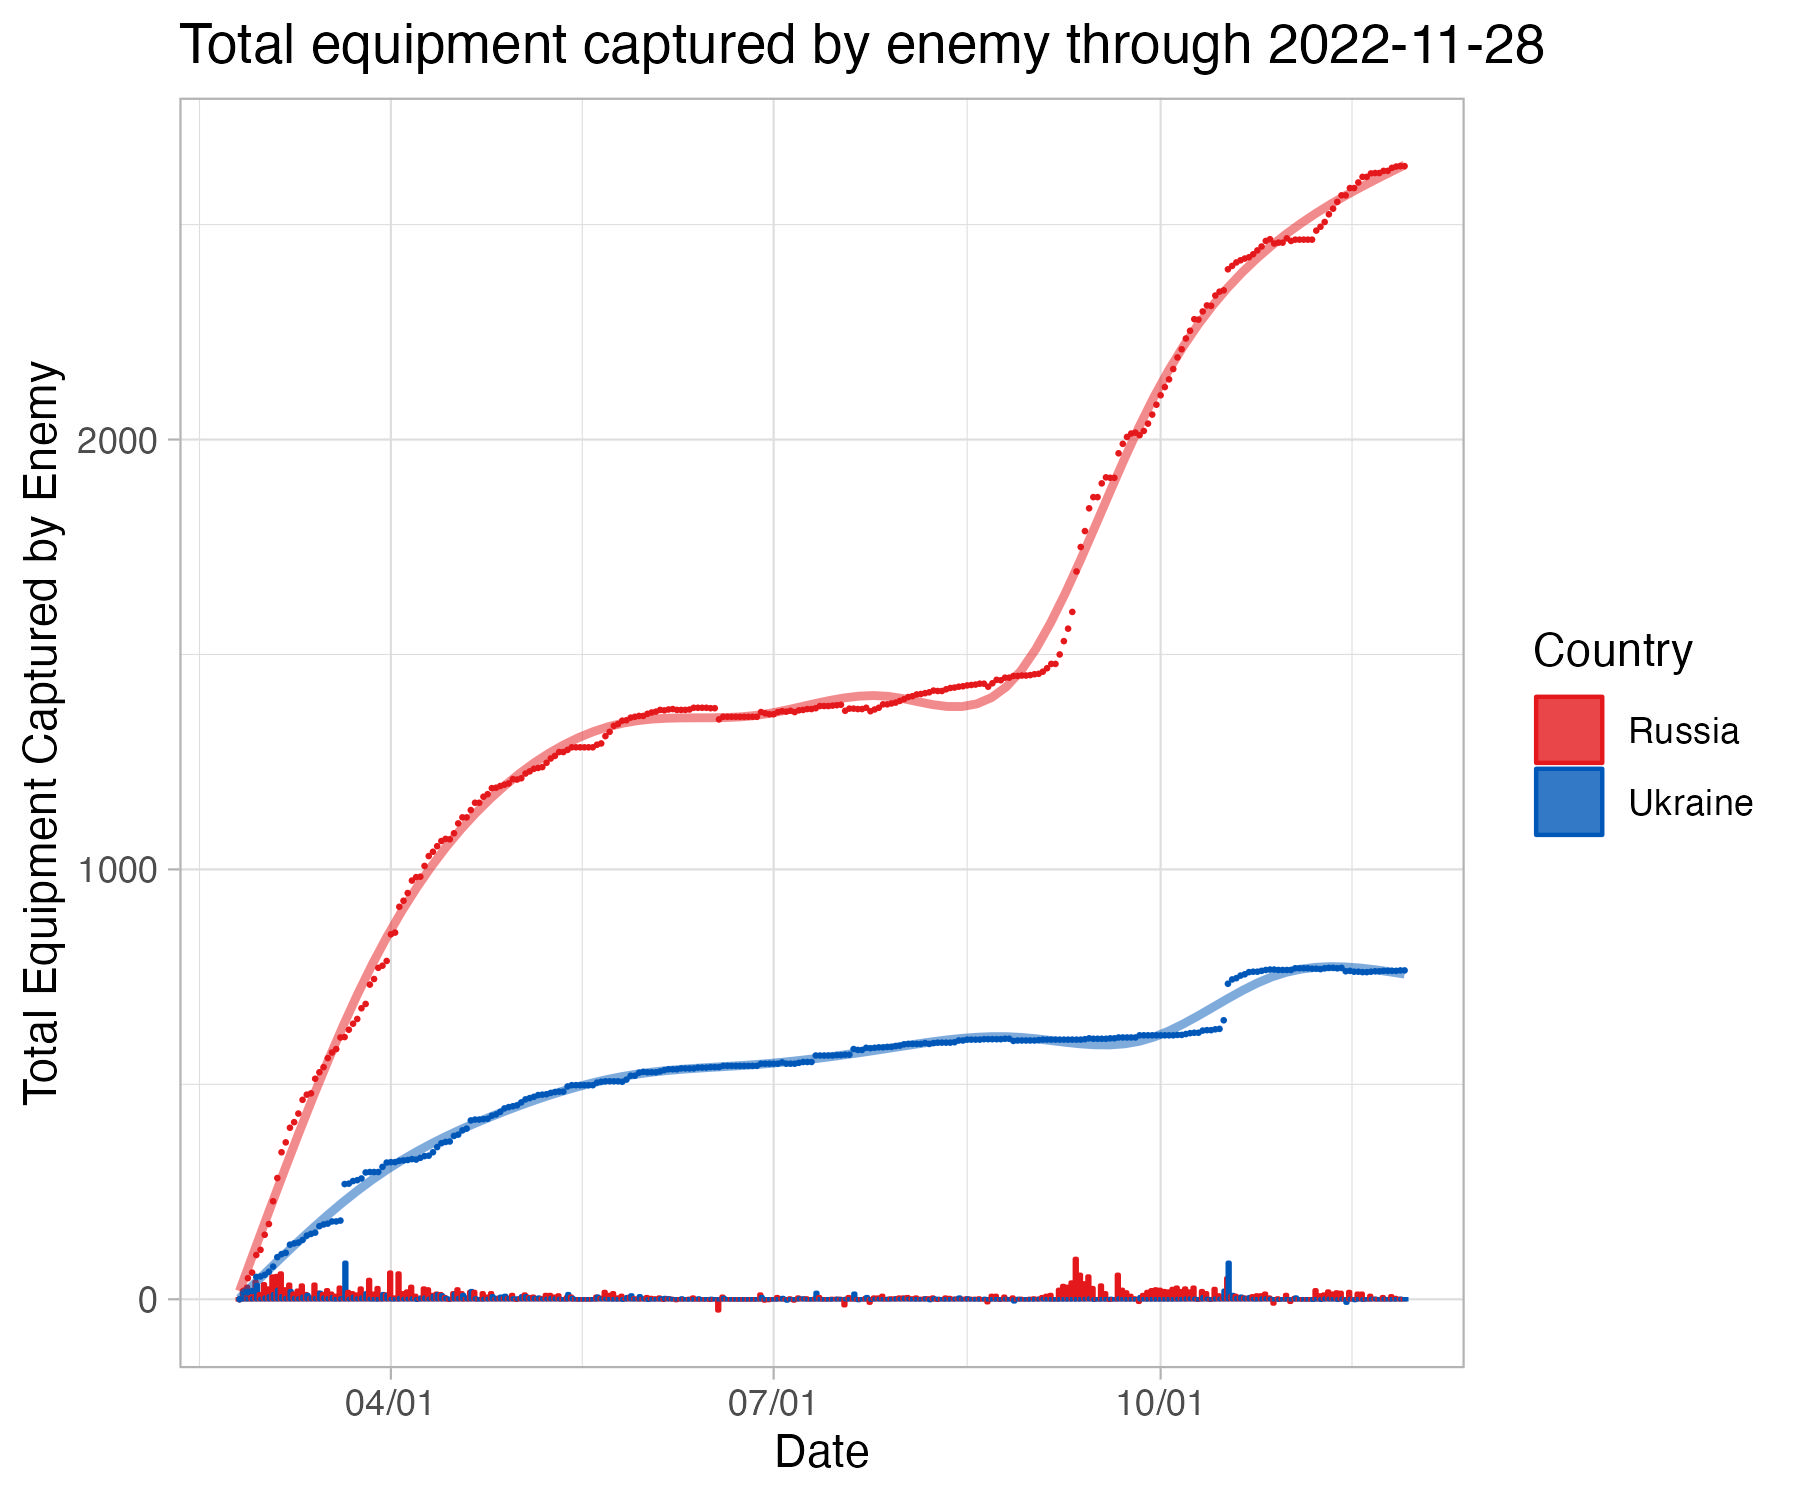 Total equipment captured by enemy through 2022-11-28
Total Equipment Captured by Enemy
2000
1000
0
04/01
07/01
10/01
Date
Country
Russia
Ukraine